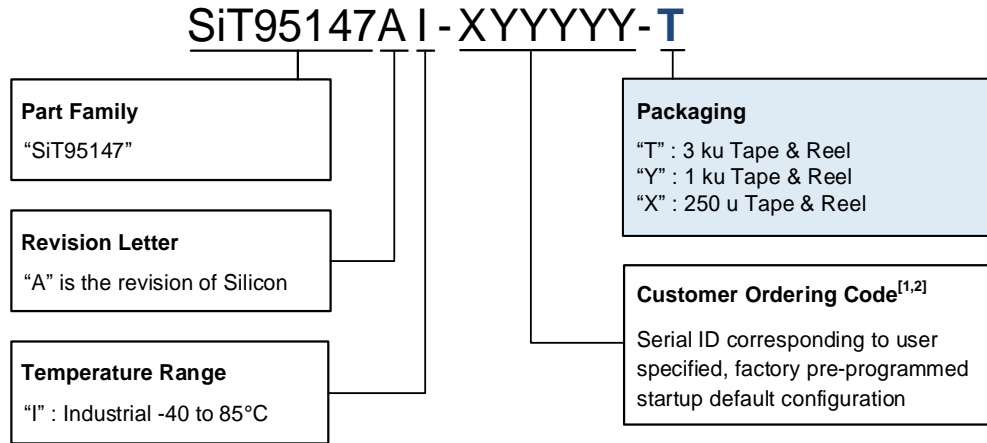 SiT95147AI-XYYYYY-T
Part Family
“SiT95147”
Revision Letter
“A” is the revision of Silicon
Temperature Range
“I” : Industrial -40 to 85°C
Packaging
“T” : 3 ku Tape & Reel
“Y” : 1 ku Tape & Reel
“X” : 250 u Tape & Reel
Customer Ordering Code[1,2]
Serial ID corresponding to user
specified, factory pre-programmed
startup default configuration